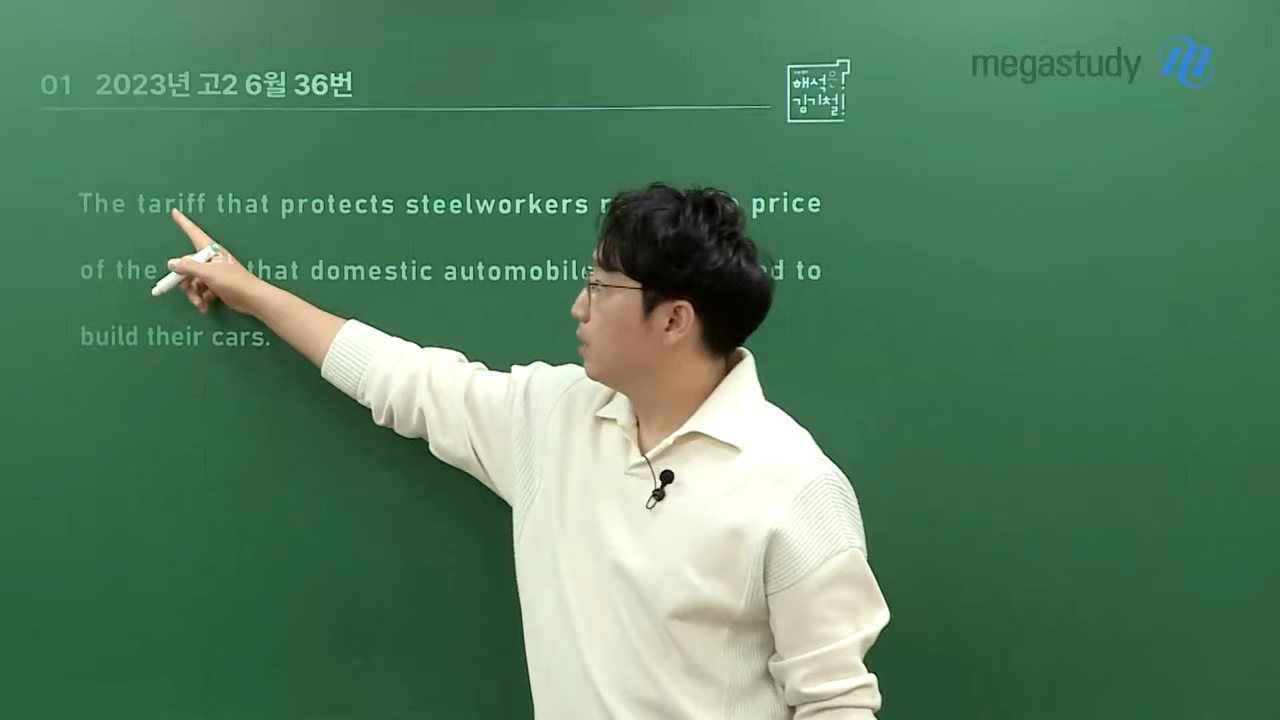 megastudy
01 2023년 고2 6월 36번
해석은
김기철!
The tariff that protects steelworkers price
of the that domestic automobile to
build their cars.